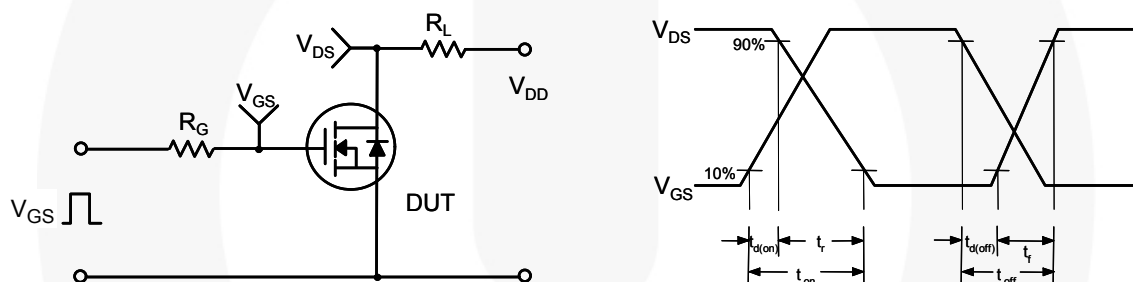 R_L
V_DS
V_DD
V_GS
R_G
V_GS
DUT
V_DS
90%
10%
V_GS
t_d(on)
t_r
t_d(off)
t_f
t_on
t_off